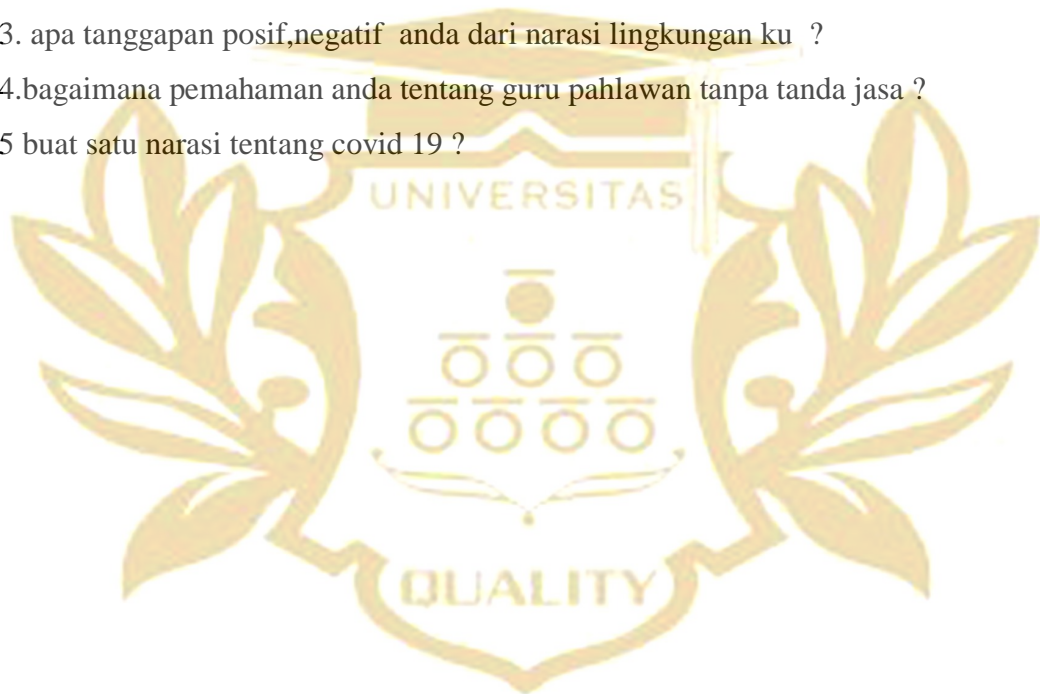 3. apa tanggapan posif,negatif  anda dari narasi lingkungan ku  ?
4.bagaimana pemahaman anda tentang guru pahlawan tanpa tanda jasa ?
5 buat satu narasi tentang covid 19 ?
UNIVERSITAS
QUALITY